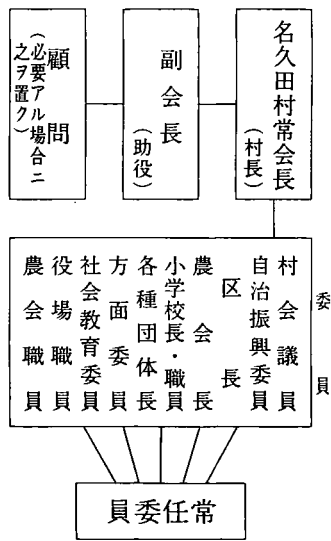 名久田村常会長
(村長)
副会長
(助役)
顧問
(必要アル場合ニ
之ヲ置ク)
委員
村会議員
自治振興委員
区長
農会長
小学校長・職員
各種団体長
方面委員
社会教育委員
役場職員
農会職員
員委任常